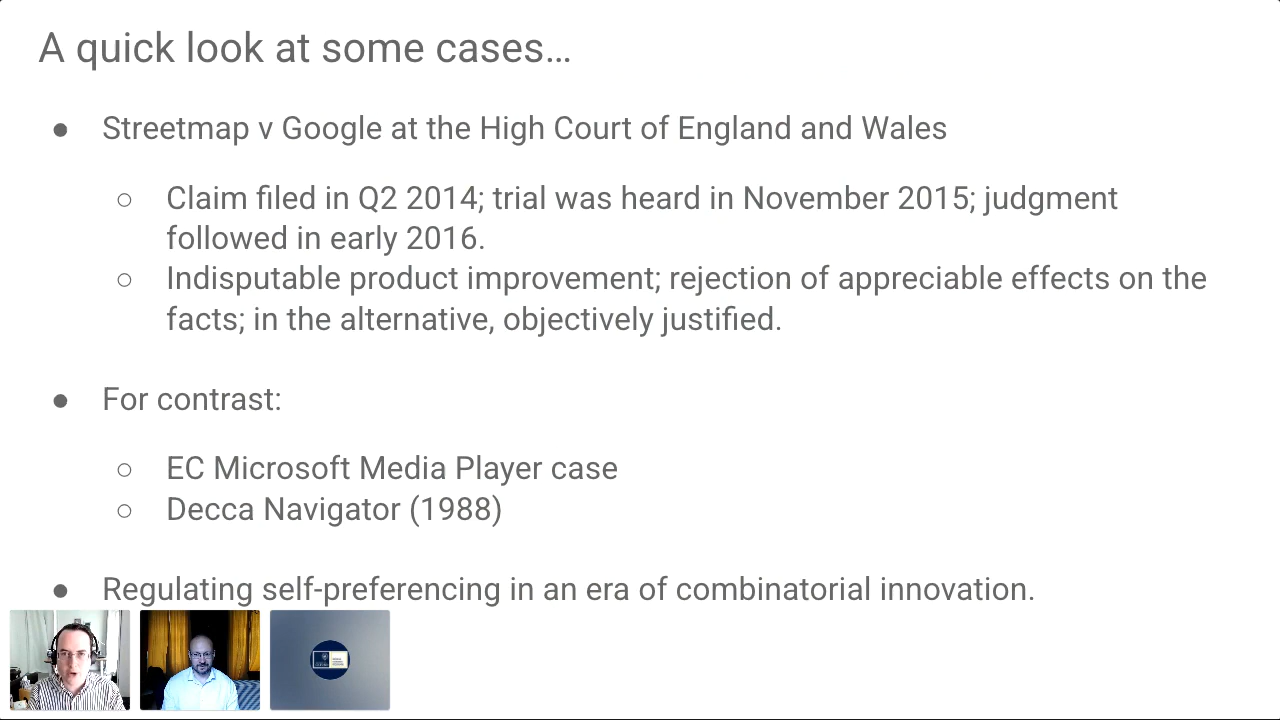 A quick look at some cases…
● Streetmap v Google at the High Court of England and Wales
○ Claim filed in Q2 2014; trial was heard in November 2015; judgment
followed in early 2016.
○ Indisputable product improvement; rejection of appreciable effects on the
facts; in the alternative, objectively justified.
● For contrast:
○ EC Microsoft Media Player case
○ Decca Navigator (1988)
● Regulating self-preferencing in an era of combinatorial innovation.